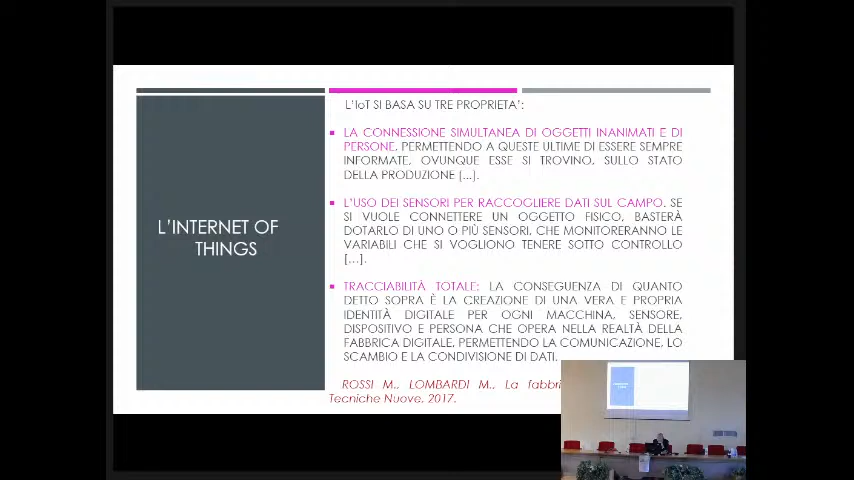 L'INTERNET OF
THINGS
L'IoT SI BASA SU TRE PROPRIETA':
LA CONNESSIONE SIMULTANEA DI OGGETTI INANIMATI E DI
PERSONE, PERMETTENDO A QUESTE ULTIME DI ESSERE SEMPRE
INFORMATE, OVUNQUE ESSE SI TROVINO, SULLO STATO
DELLA PRODUZIONE (...).
L'USO DEI SENSORI PER RACCOGLIERE DATI SUL CAMPO. SE
SI VUOLE CONNETTERE UN OGGETTO FISICO, BASTERÀ
DOTARLO DI UNO O PIÙ SENSORI, CHE MONITORERANNO LE
VARIABILI CHE SI VOGLIONO TENERE SOTTO CONTROLLO
[...].
TRACCIABILITÀ TOTALE: LA CONSEGUENZA DI QUANTO
DETTO SOPRA È LA CREAZIONE DI UNA VERA E PROPRIA
IDENTITÀ DIGITALE PER OGNI MACCHINA, SENSORE,
DISPOSITIVO E PERSONA CHE OPERA NELLA REALTÀ DELLA
FABBRICA DIGITALE, PERMETTENDO LA COMUNICAZIONE, LO
SCAMBIO E LA CONDIVISIONE DI DATI.
ROSSI M., LOMBARDI M., La fabbri
Tecniche Nuove, 2017.